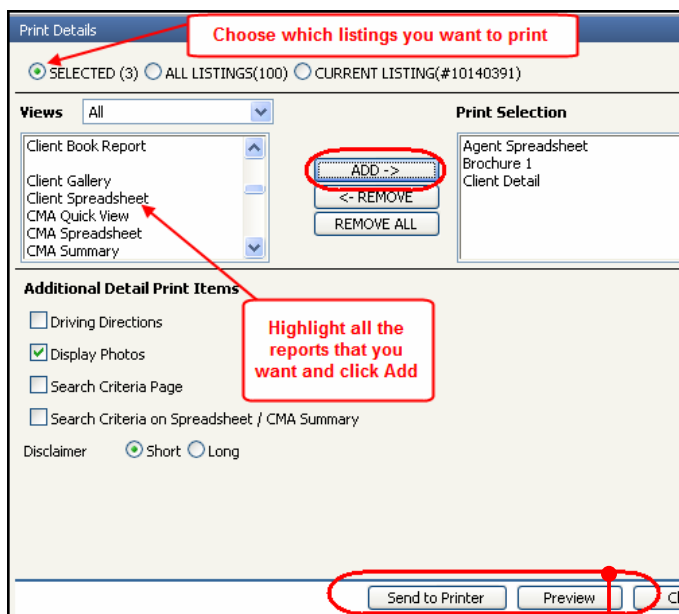 Print Details
Choose which listings you want to print
SELECTED (3) ALL LISTINGS(100) CURRENT LISTING(#10140391)
Views All
Print Selection
Client Book Report
Client Gallery
Client Spreadsheet
CMA Quick View
CMA Spreadsheet
CMA Summary
ADD ->
<- REMOVE
REMOVE ALL
Agent Spreadsheet
Brochure 1
Client Detail
Additional Detail Print Items
Driving Directions
Display Photos
Search Criteria Page
Search Criteria on Spreadsheet / CMA Summary
Highlight all the
reports that you
want and click Add
Disclaimer Short Long
Send to Printer Preview